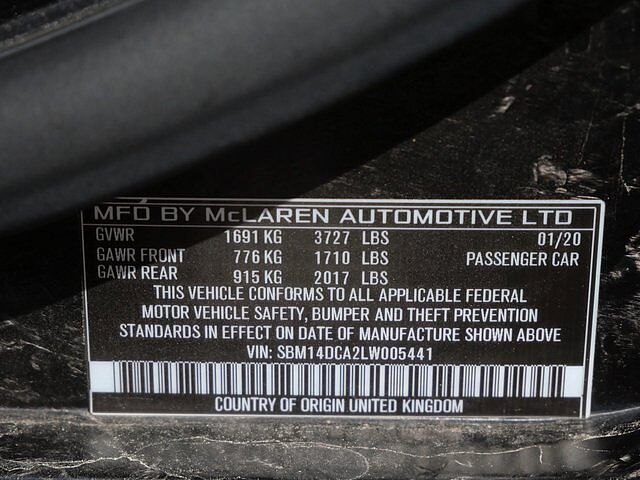 MFD BY McLAREN AUTOMOTIVE LTD
GVWR 1691 KG 3727 LBS 01/20
GAWR FRONT 776 KG 1710 LBS PASSENGER CAR
GAWR REAR 915 KG 2017 LBS
THIS VEHICLE CONFORMS TO ALL APPLICABLE FEDERAL
MOTOR VEHICLE SAFETY, BUMPER AND THEFT PREVENTION
STANDARDS IN EFFECT ON DATE OF MANUFACTURE SHOWN ABOVE
VIN: SBM14DCA2LW005441
COUNTRY OF ORIGIN UNITED KINGDOM